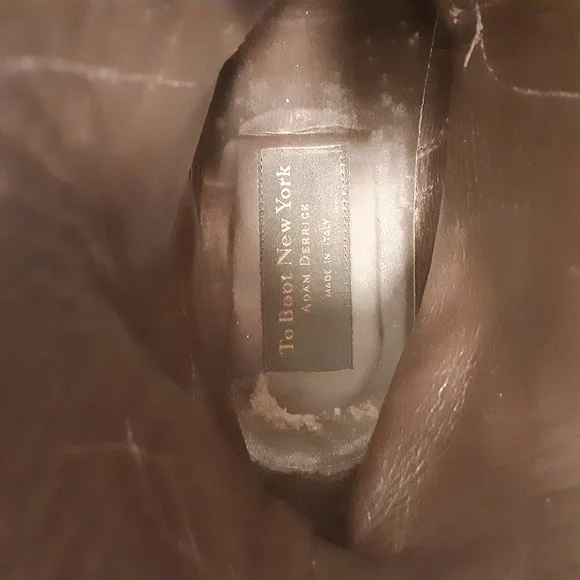 To Boot New York
Adam Derrick
MADE IN ITALY